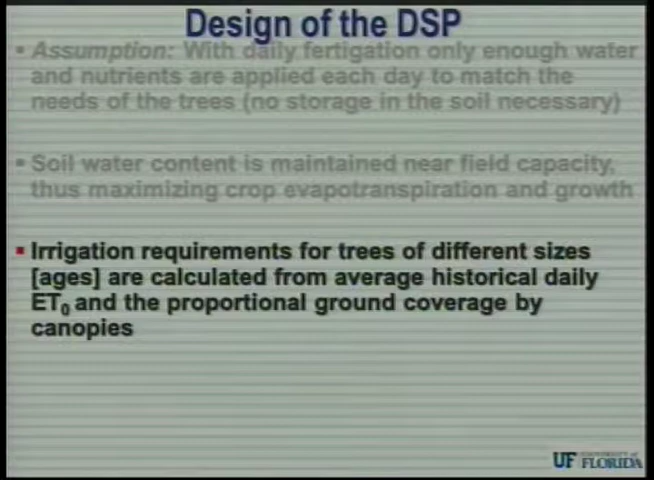 Design of the DSP
▪ Assumption: With daily fertigation only enough water
and nutrients are applied each day to match the
needs of the trees (no storage in the soil necessary)
▪ Soil water content is maintained near field capacity,
thus maximizing crop evapotranspiration and growth
▪ Irrigation requirements for trees of different sizes
[ages] are calculated from average historical daily
ET₀ and the proportional ground coverage by
canopies
UF UNIVERSITY of
FLORIDA